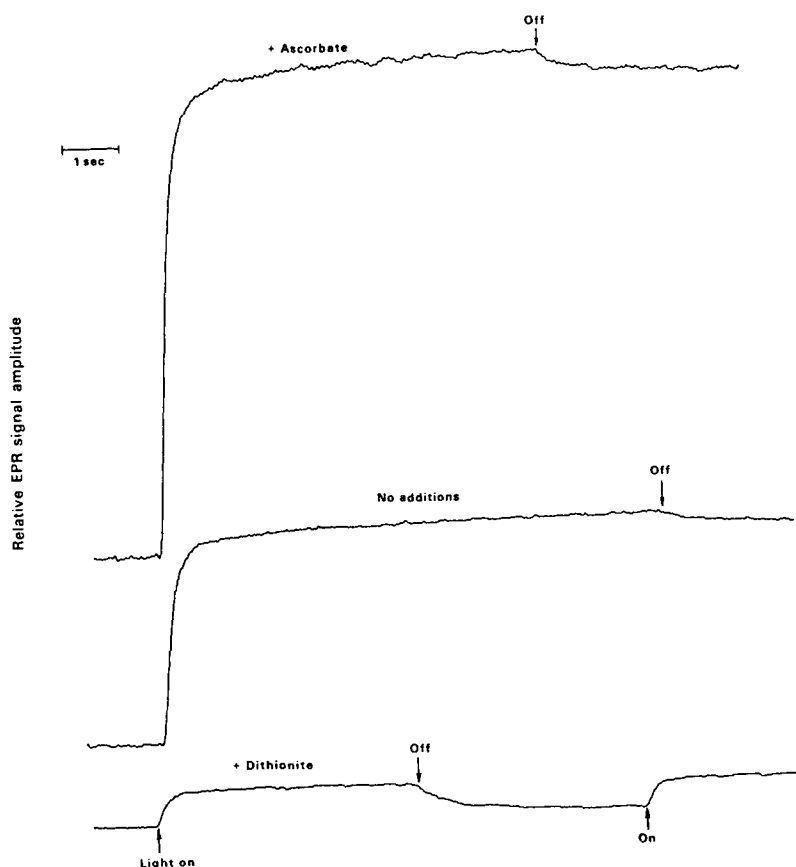 Off
+ Ascorbate
1 sec
Relative EPR signal amplitude
Off
No additions
Off
+ Dithionite
On
Light on